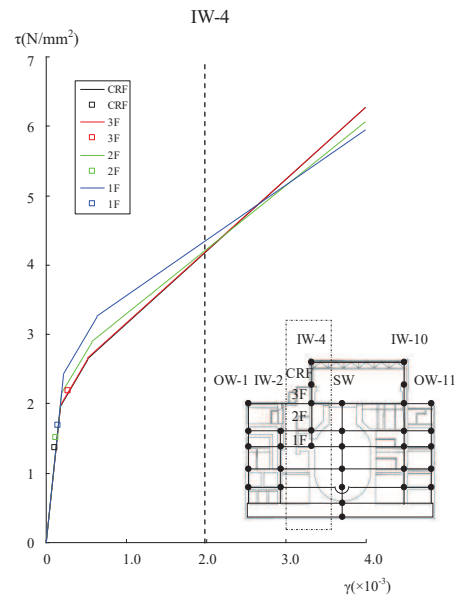 IW-4
τ(N/mm²)
7
6
5
4
3
2
1
0
CRF
CRF
3F
3F
2F
2F
1F
1F
IW-4
IW-10
CRF
OW-1
IW-2
SW
OW-11
3F
2F
1F
0
1.0
2.0
3.0
4.0
γ(×10⁻³)